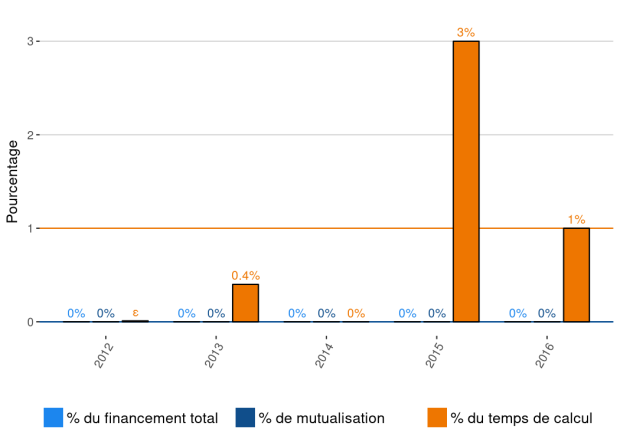 Pourcentage
3
2
1
0
3%
1%
0.4%
0% 0% ε 0% 0% 0% 0% 0% 0% 0% 0% 0%
2012 2013 2014 2015 2016
% du financement total % de mutualisation % du temps de calcul